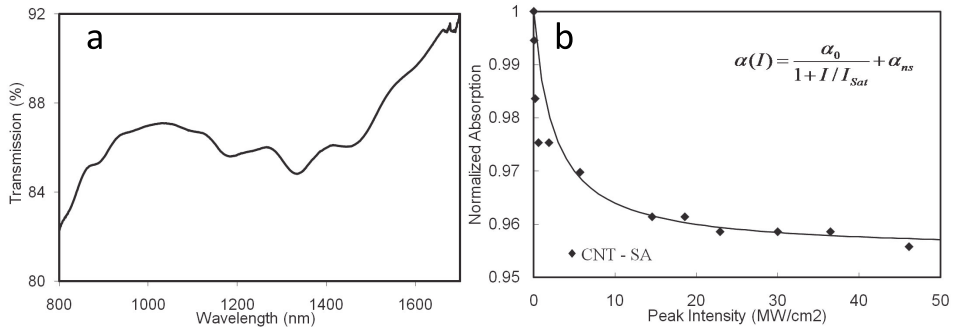 a
92
88
84
80
Transmission (%)
800
1000
1200
1400
1600
Wavelength (nm)
b
1
0.99
0.98
0.97
0.96
0.95
Normalized Absorption
α(I) = α₀ / (1 + I / I_Sat) + α_ns
CNT - SA
0
10
20
30
40
50
Peak Intensity (MW/cm2)